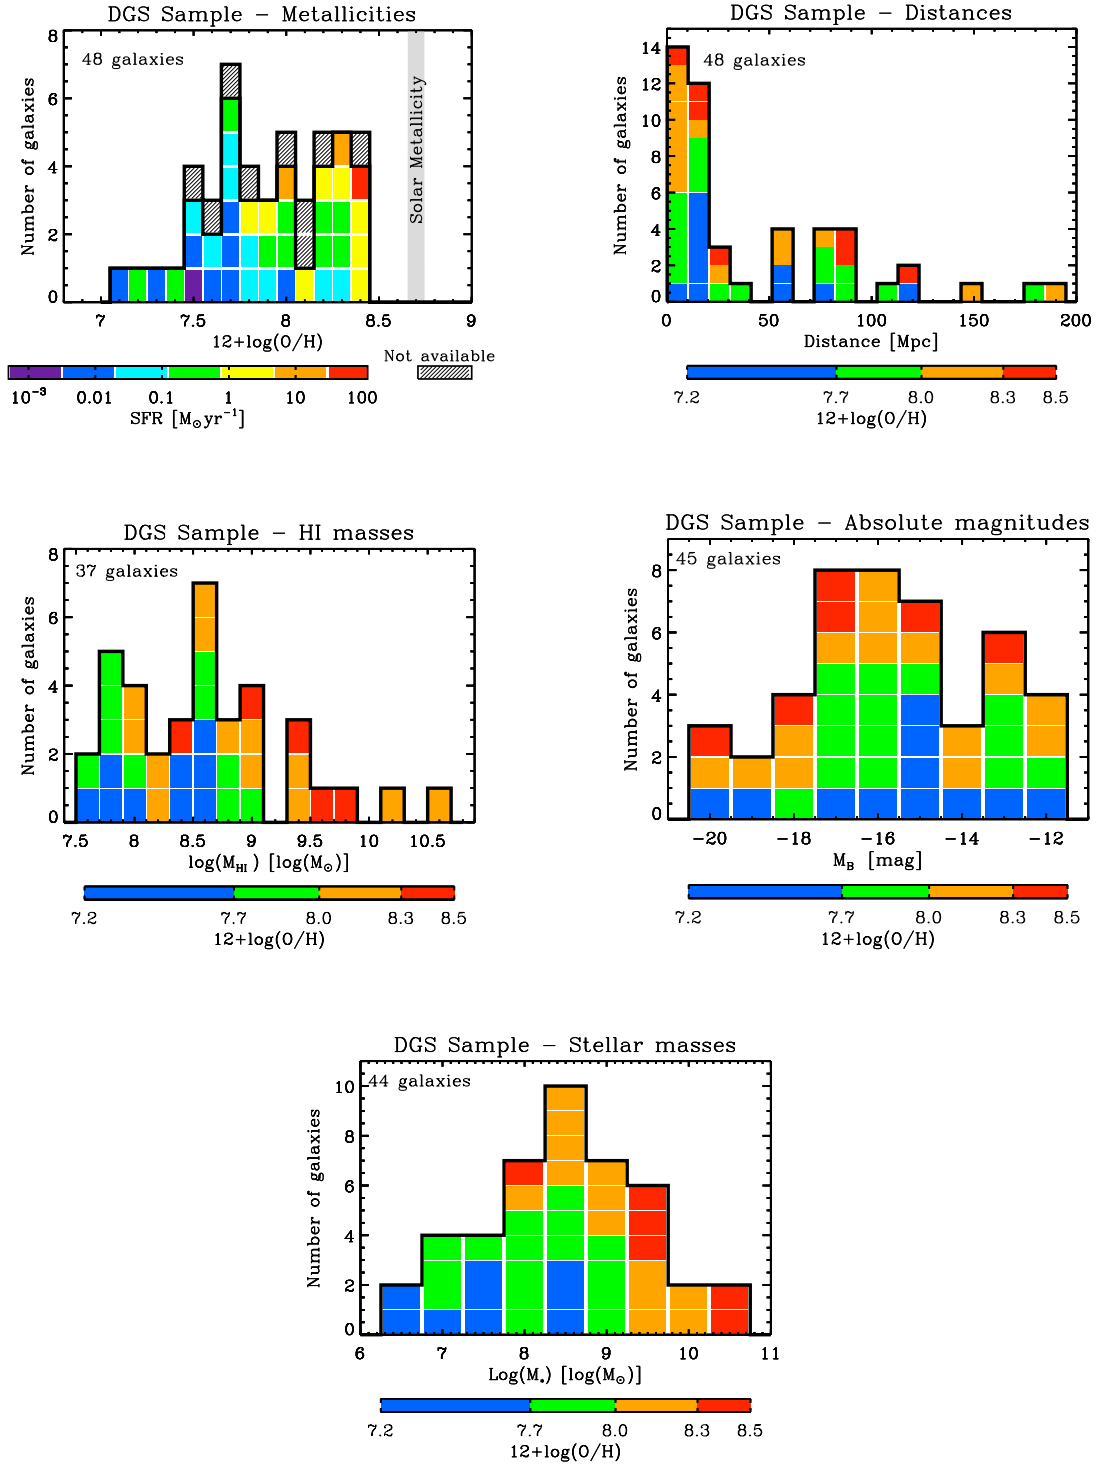 DGS Sample – Metallicities
48 galaxies
Number of galaxies
8
6
4
2
0
Solar Metallicity
7 7.5 8 8.5 9
12+log(O/H)
Not available
10⁻³ 0.01 0.1 1 10 100
SFR [M⊙yr⁻¹]
DGS Sample – Distances
48 galaxies
Number of galaxies
14
12
10
8
6
4
2
0
0 50 100 150 200
Distance [Mpc]
7.2 7.7 8.0 8.3 8.5
12+log(O/H)
DGS Sample – HI masses
37 galaxies
Number of galaxies
8
6
4
2
0
7.5 8 8.5 9 9.5 10 10.5
log(M_HI) [log(M⊙)]
7.2 7.7 8.0 8.3 8.5
12+log(O/H)
DGS Sample – Absolute magnitudes
45 galaxies
Number of galaxies
8
6
4
2
0
−20 −18 −16 −14 −12
M_B [mag]
7.2 7.7 8.0 8.3 8.5
12+log(O/H)
DGS Sample – Stellar masses
44 galaxies
Number of galaxies
10
8
6
4
2
0
6 7 8 9 10 11
Log(M⋆) [log(M⊙)]
7.2 7.7 8.0 8.3 8.5
12+log(O/H)